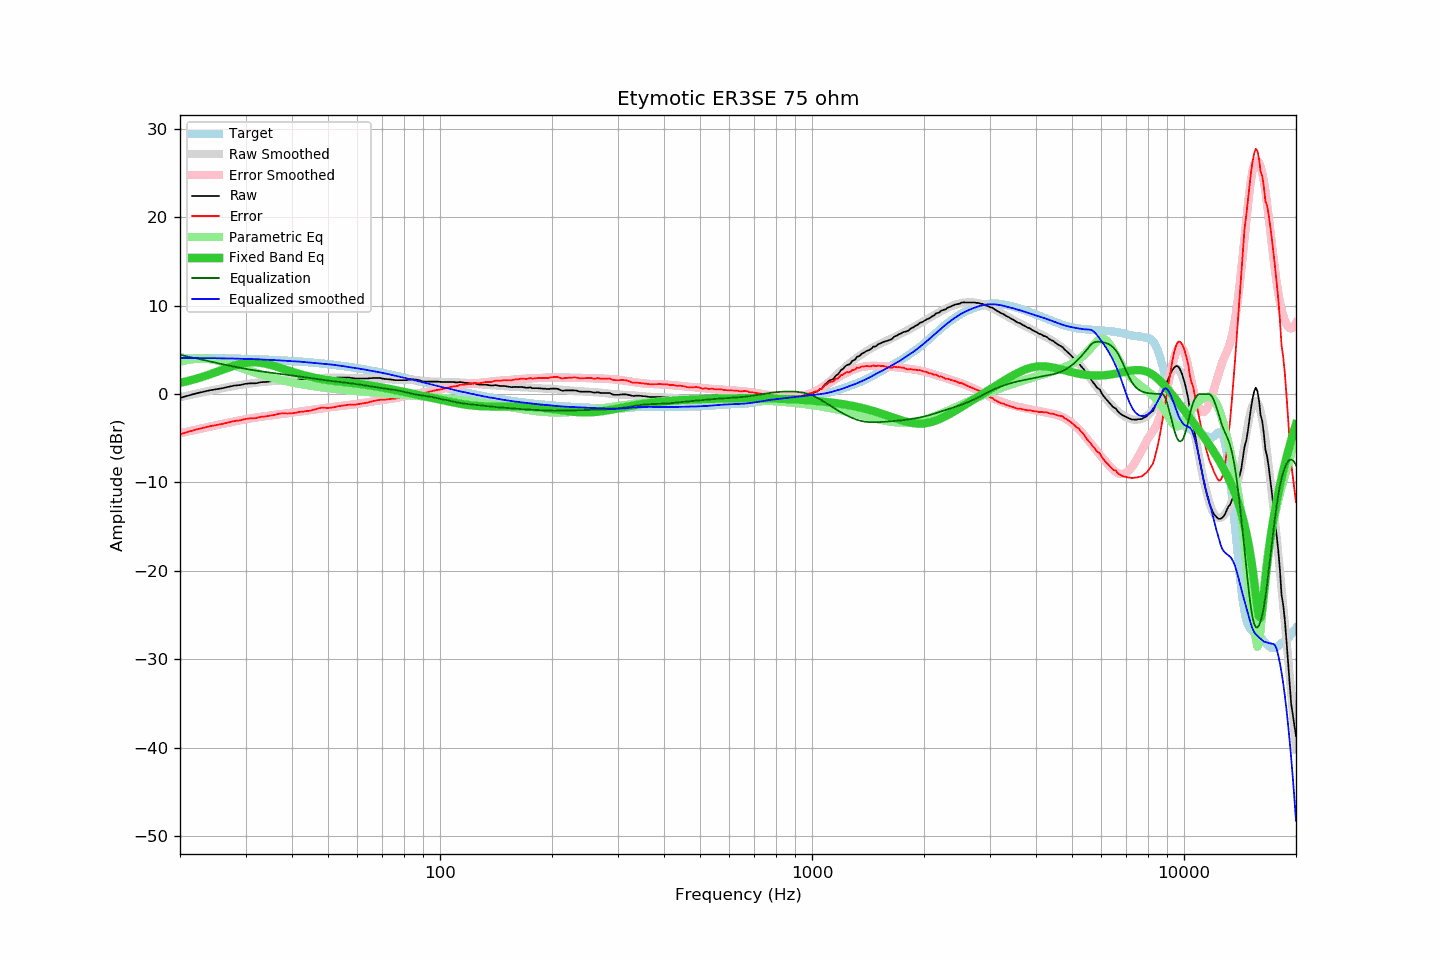 Etymotic ER3SE 75 ohm
30
20
10
0
−10
−20
−30
−40
−50
Amplitude (dBr)
Target
Raw Smoothed
Error Smoothed
Raw
Error
Parametric Eq
Fixed Band Eq
Equalization
Equalized smoothed
100
1000
10000
Frequency (Hz)